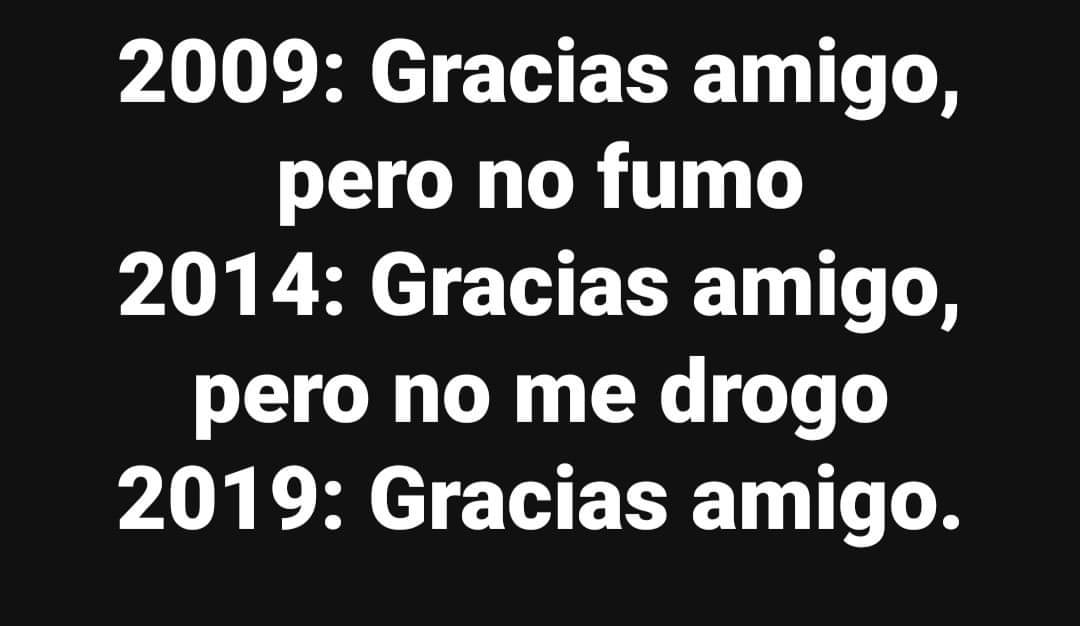 2009: Gracias amigo,
pero no fumo
2014: Gracias amigo,
pero no me drogo
2019: Gracias amigo.